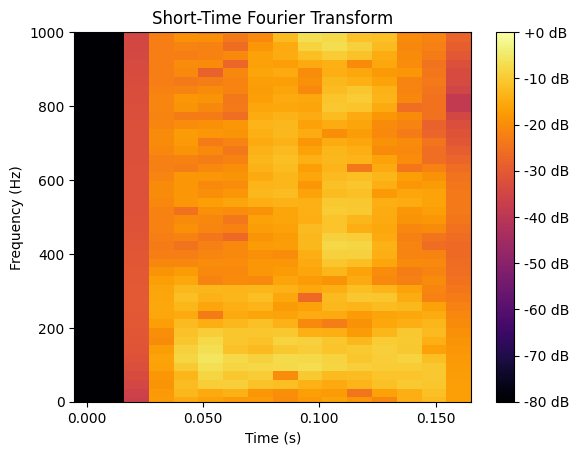 Short-Time Fourier Transform
Frequency (Hz)
1000
800
600
400
200
0
0.000
0.050
0.100
0.150
Time (s)
+0 dB
-10 dB
-20 dB
-30 dB
-40 dB
-50 dB
-60 dB
-70 dB
-80 dB